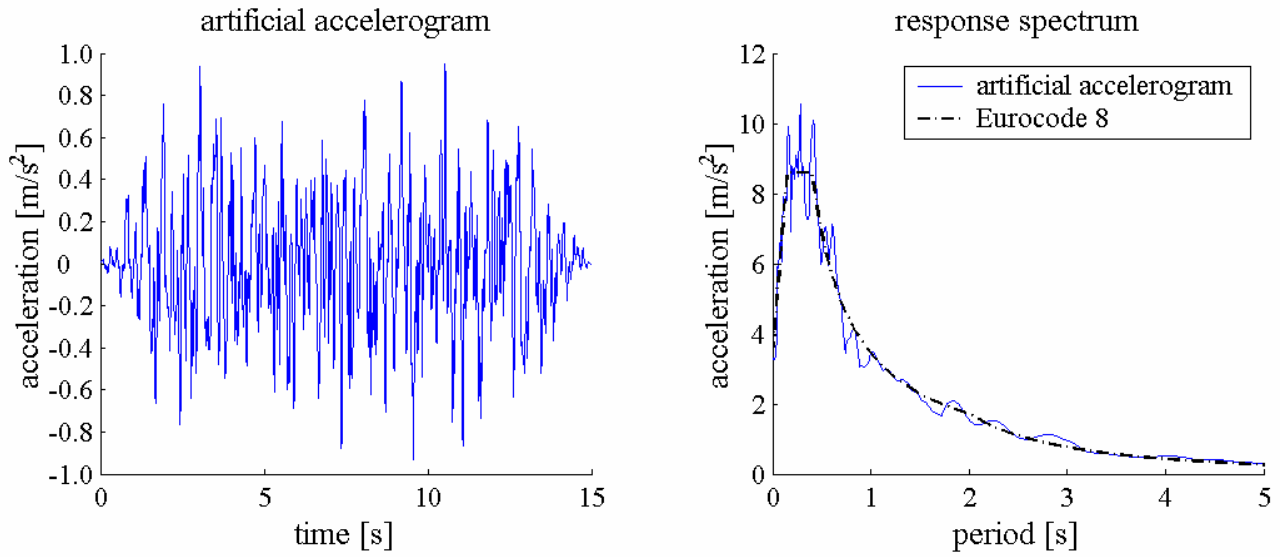 artificial accelerogram
acceleration [m/s²]
1.0
0.8
0.6
0.4
0.2
0
-0.2
-0.4
-0.6
-0.8
-1.0
0 5 10 15
time [s]
response spectrum
artificial accelerogram
Eurocode 8
acceleration [m/s²]
12
10
8
6
4
2
0
0 1 2 3 4 5
period [s]